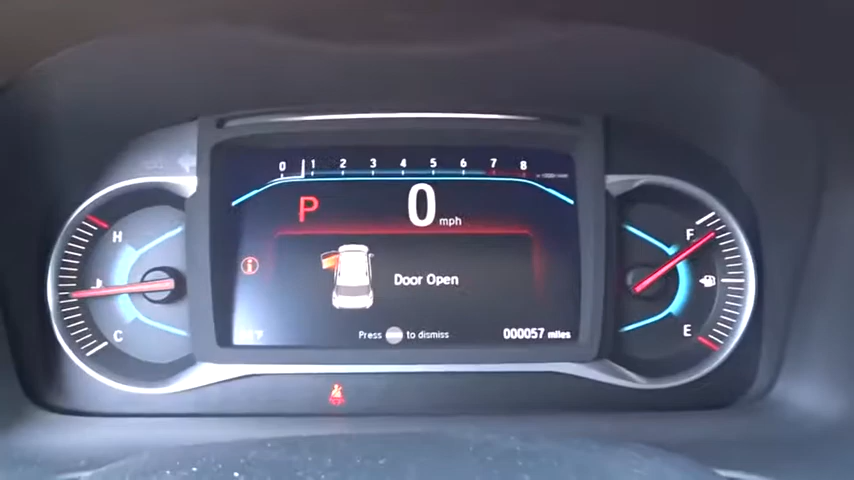 0 1 2 3 4 5 6 7 8
P 0 mph
H F
i
Door Open
C E
Press to dismiss
000057 miles